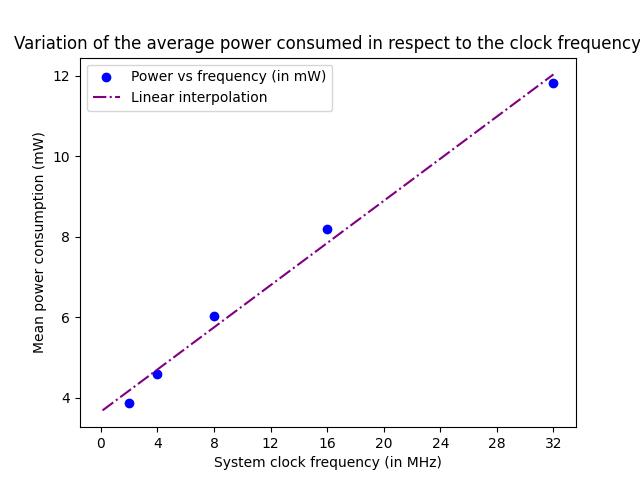 Variation of the average power consumed in respect to the clock frequency
Power vs frequency (in mW)
Linear interpolation
Mean power consumption (mW)
12
10
8
6
4
0 4 8 12 16 20 24 28 32
System clock frequency (in MHz)